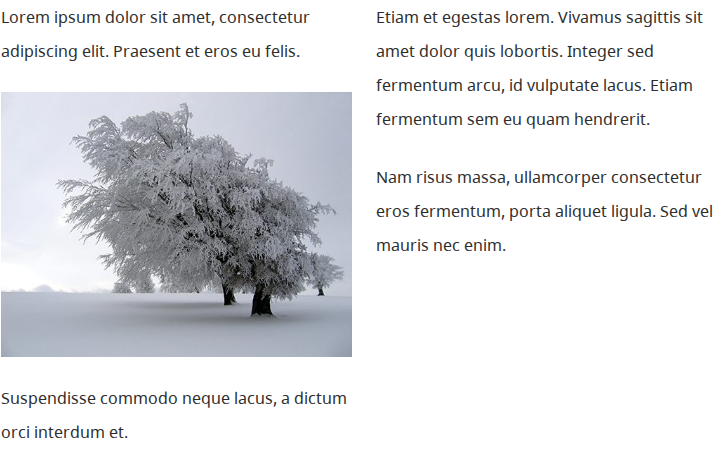 Lorem ipsum dolor sit amet, consectetur
adipiscing elit. Praesent et eros eu felis.
Suspendisse commodo neque lacus, a dictum
orci interdum et.
Etiam et egestas lorem. Vivamus sagittis sit
amet dolor quis lobortis. Integer sed
fermentum arcu, id vulputate lacus. Etiam
fermentum sem eu quam hendrerit.
Nam risus massa, ullamcorper consectetur
eros fermentum, porta aliquet ligula. Sed vel
mauris nec enim.